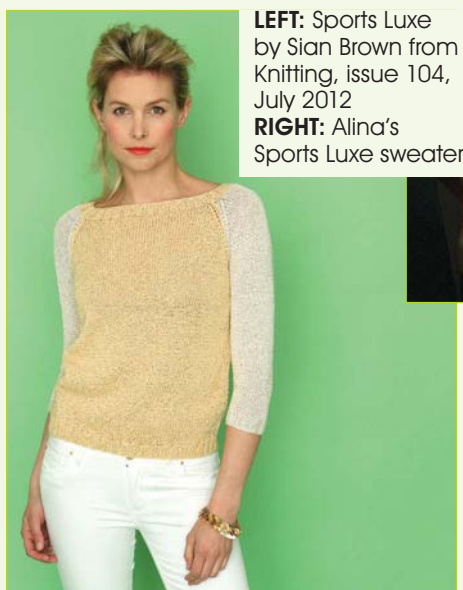 LEFT: Sports Luxe
by Sian Brown from
Knitting, issue 104,
July 2012
RIGHT: Alina's
Sports Luxe sweater